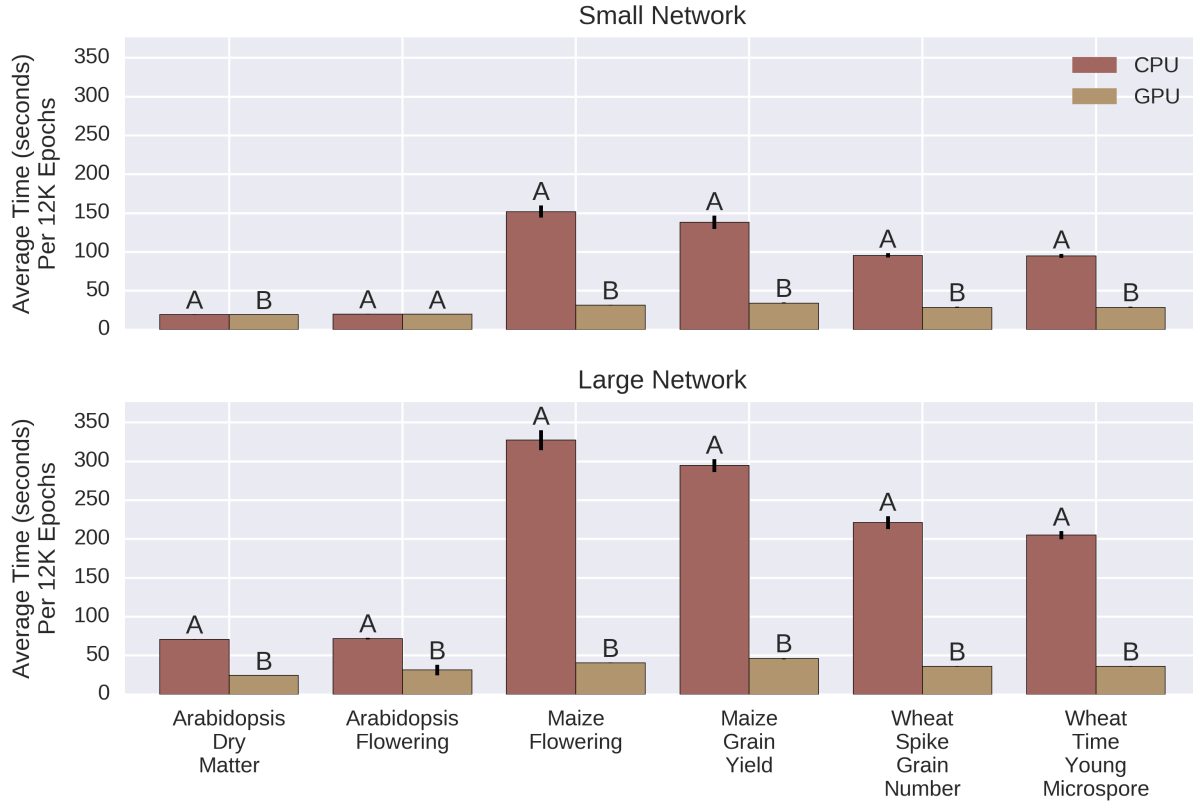 Small Network
Average Time (seconds)
Per 12K Epochs
350
300
250
200
150
100
50
0
CPU
GPU
A B A A A B A B A B A B
Large Network
Average Time (seconds)
Per 12K Epochs
350
300
250
200
150
100
50
0
A B A B A B A B A B A B
Arabidopsis
Dry
Matter
Arabidopsis
Flowering
Maize
Flowering
Maize
Grain
Yield
Wheat
Spike
Grain
Number
Wheat
Time
Young
Microspore